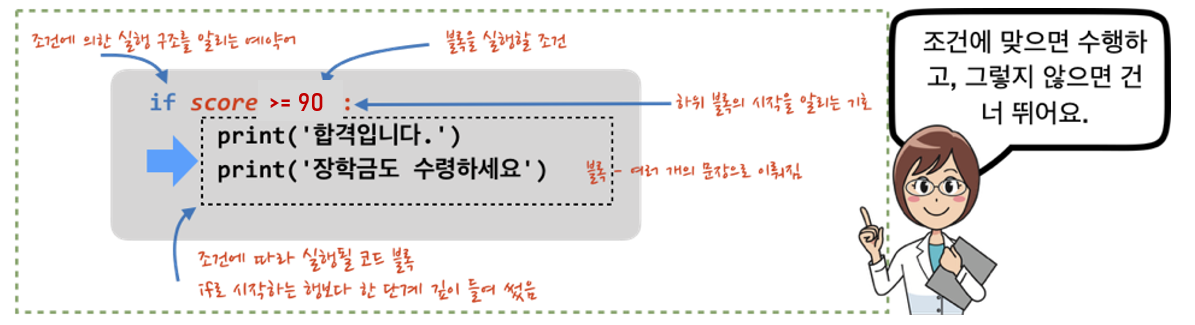 조건에 의한 실행 구조를 알리는 예약어
블록을 실행할 조건
if score >= 90 :
하위 블록의 시작을 알리는 기호
print('합격입니다.')
print('장학금도 수령하세요')
블록 - 여러 개의 문장으로 이뤄짐
조건에 따라 실행될 코드 블록
if로 시작하는 행보다 한 단계 깊이 들여 썼음
조건에 맞으면 수행하
고, 그렇지 않으면 건
너 뛰어요.